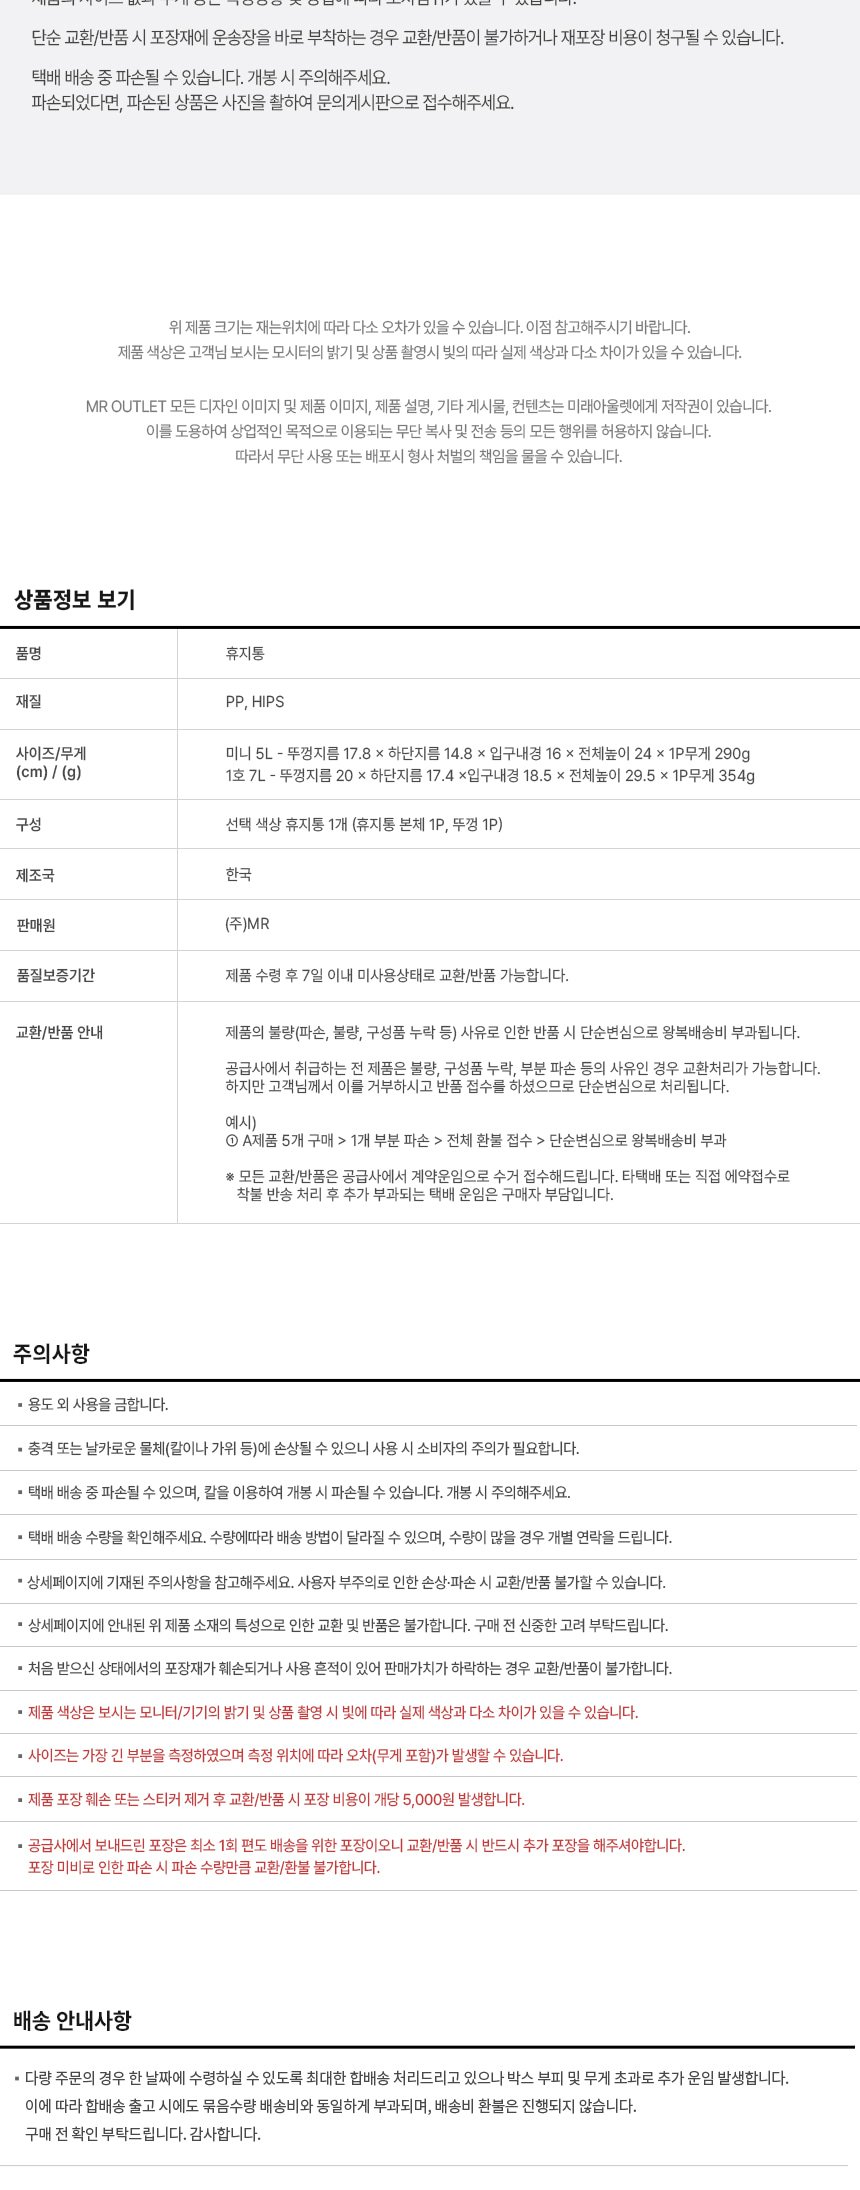 단순 교환/반품 시 포장재에 운송장을 바로 부착하는 경우 교환/반품이 불가하거나 재포장 비용이 청구될 수 있습니다.
택배 배송 중 파손될 수 있습니다. 개봉 시 주의해주세요.
파손되었다면, 파손된 상품은 사진을 촬하여 문의게시판으로 접수해주세요.
위 제품 크기는 재는위치에 따라 다소 오차가 있을 수 있습니다. 이점 참고해주시기 바랍니다.
제품 색상은 고객님 보시는 모시터의 밝기 및 상품 촬영시 빛의 따라 실제 색상과 다소 차이가 있을 수 있습니다.
MR OUTLET 모든 디자인 이미지 및 제품 이미지, 제품 설명, 기타 게시물, 컨텐츠는 미래아울렛에게 저작권이 있습니다.
이를 도용하여 상업적인 목적으로 이용되는 무단 복사 및 전송 등의 모든 행위를 허용하지 않습니다.
따라서 무단 사용 또는 배포시 형사 처벌의 책임을 물을 수 있습니다.
상품정보 보기
품명 휴지통
재질 PP, HIPS
사이즈/무게 미니 5L - 뚜껑지름 17.8 × 하단지름 14.8 × 입구내경 16 × 전체높이 24 × 1P무게 290g
(cm) / (g) 1호 7L - 뚜껑지름 20 × 하단지름 17.4 ×입구내경 18.5 × 전체높이 29.5 × 1P무게 354g
구성 선택 색상 휴지통 1개 (휴지통 본체 1P, 뚜껑 1P)
제조국 한국
판매원 (주)MR
품질보증기간 제품 수령 후 7일 이내 미사용상태로 교환/반품 가능합니다.
교환/반품 안내 제품의 불량(파손, 불량, 구성품 누락 등) 사유로 인한 반품 시 단순변심으로 왕복배송비 부과됩니다.
공급사에서 취급하는 전 제품은 불량, 구성품 누락, 부분 파손 등의 사유인 경우 교환처리가 가능합니다.
하지만 고객님께서 이를 거부하시고 반품 접수를 하셨으므로 단순변심으로 처리됩니다.
예시)
① A제품 5개 구매 > 1개 부분 파손 > 전체 환불 접수 > 단순변심으로 왕복배송비 부과
※ 모든 교환/반품은 공급사에서 계약운임으로 수거 접수해드립니다. 타택배 또는 직접 예약접수로
착불 반송 처리 후 추가 부과되는 택배 운임은 구매자 부담입니다.
주의사항
▪ 용도 외 사용을 금합니다.
▪ 충격 또는 날카로운 물체(칼이나 가위 등)에 손상될 수 있으니 사용 시 소비자의 주의가 필요합니다.
▪ 택배 배송 중 파손될 수 있으며, 칼을 이용하여 개봉 시 파손될 수 있습니다. 개봉 시 주의해주세요.
▪ 택배 배송 수량을 확인해주세요. 수량에따라 배송 방법이 달라질 수 있으며, 수량이 많을 경우 개별 연락을 드립니다.
▪ 상세페이지에 기재된 주의사항을 참고해주세요. 사용자 부주의로 인한 손상·파손 시 교환/반품 불가할 수 있습니다.
▪ 상세페이지에 안내된 위 제품 소재의 특성으로 인한 교환 및 반품은 불가합니다. 구매 전 신중한 고려 부탁드립니다.
▪ 처음 받으신 상태에서의 포장재가 훼손되거나 사용 흔적이 있어 판매가치가 하락하는 경우 교환/반품이 불가합니다.
▪ 제품 색상은 보시는 모니터/기기의 밝기 및 상품 촬영 시 빛에 따라 실제 색상과 다소 차이가 있을 수 있습니다.
▪ 사이즈는 가장 긴 부분을 측정하였으며 측정 위치에 따라 오차(무게 포함)가 발생할 수 있습니다.
▪ 제품 포장 훼손 또는 스티커 제거 후 교환/반품 시 포장 비용이 개당 5,000원 발생합니다.
▪ 공급사에서 보내드린 포장은 최소 1회 편도 배송을 위한 포장이오니 교환/반품 시 반드시 추가 포장을 해주셔야합니다.
포장 미비로 인한 파손 시 파손 수량만큼 교환/환불 불가합니다.
배송 안내사항
▪ 다량 주문의 경우 한 날짜에 수령하실 수 있도록 최대한 합배송 처리드리고 있으나 박스 부피 및 무게 초과로 추가 운임 발생합니다.
이에 따라 합배송 출고 시에도 묶음수량 배송비와 동일하게 부과되며, 배송비 환불은 진행되지 않습니다.
구매 전 확인 부탁드립니다. 감사합니다.